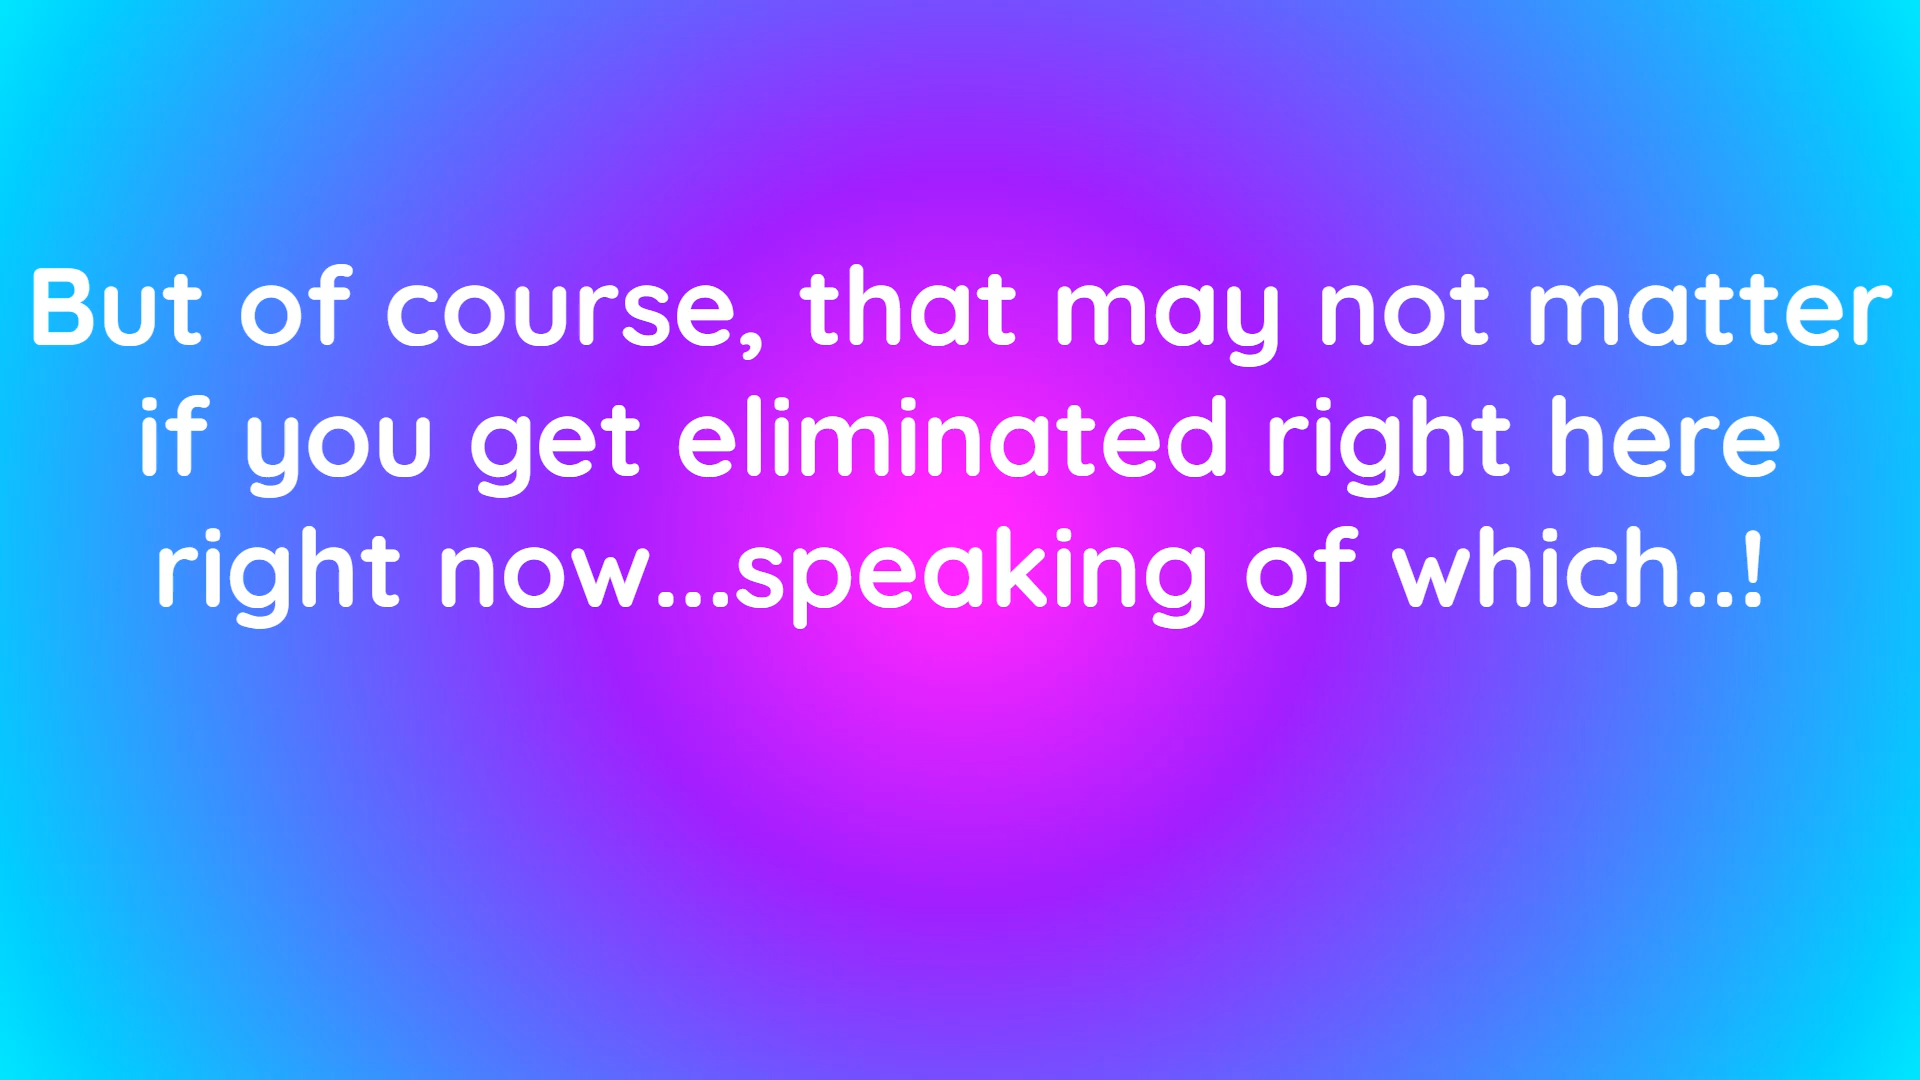 But of course, that may not matter
if you get eliminated right here
right now...speaking of which..!